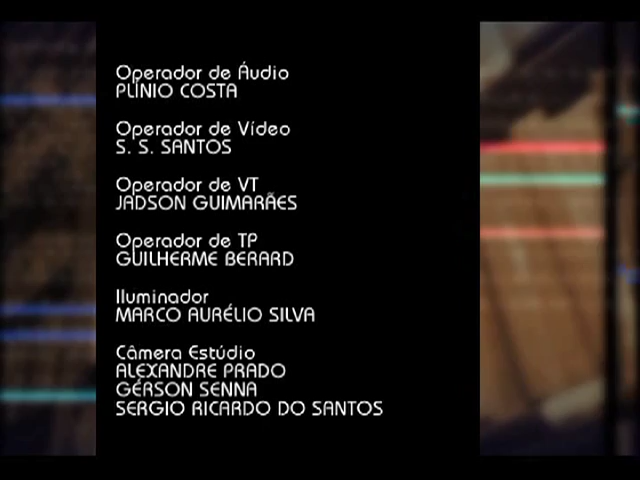 Operador de Áudio
PLÍNIO COSTA
Operador de Vídeo
S. S. SANTOS
Operador de VT
JADSON GUIMARÃES
Operador de TP
GUILHERME BERARD
Iluminador
MARCO AURÉLIO SILVA
Câmera Estúdio
ALEXANDRE PRADO
GÉRSON SENNA
SERGIO RICARDO DO SANTOS